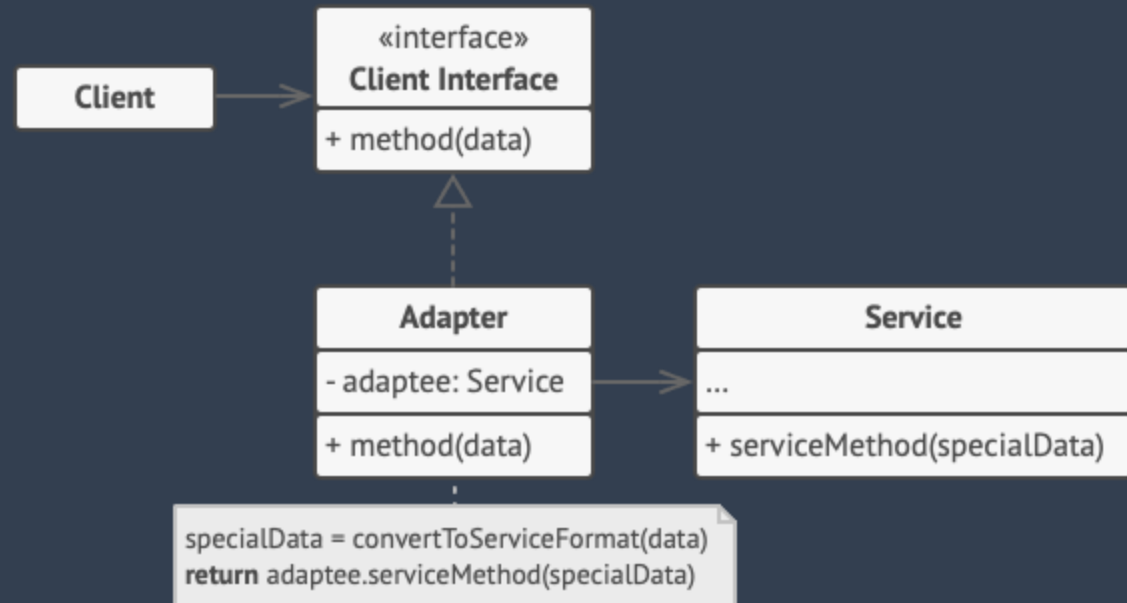 «interface»
Client Interface
Client
+ method(data)
Adapter
Service
- adaptee: Service
...
+ method(data)
+ serviceMethod(specialData)
specialData = convertToServiceFormat(data)
return adaptee.serviceMethod(specialData)